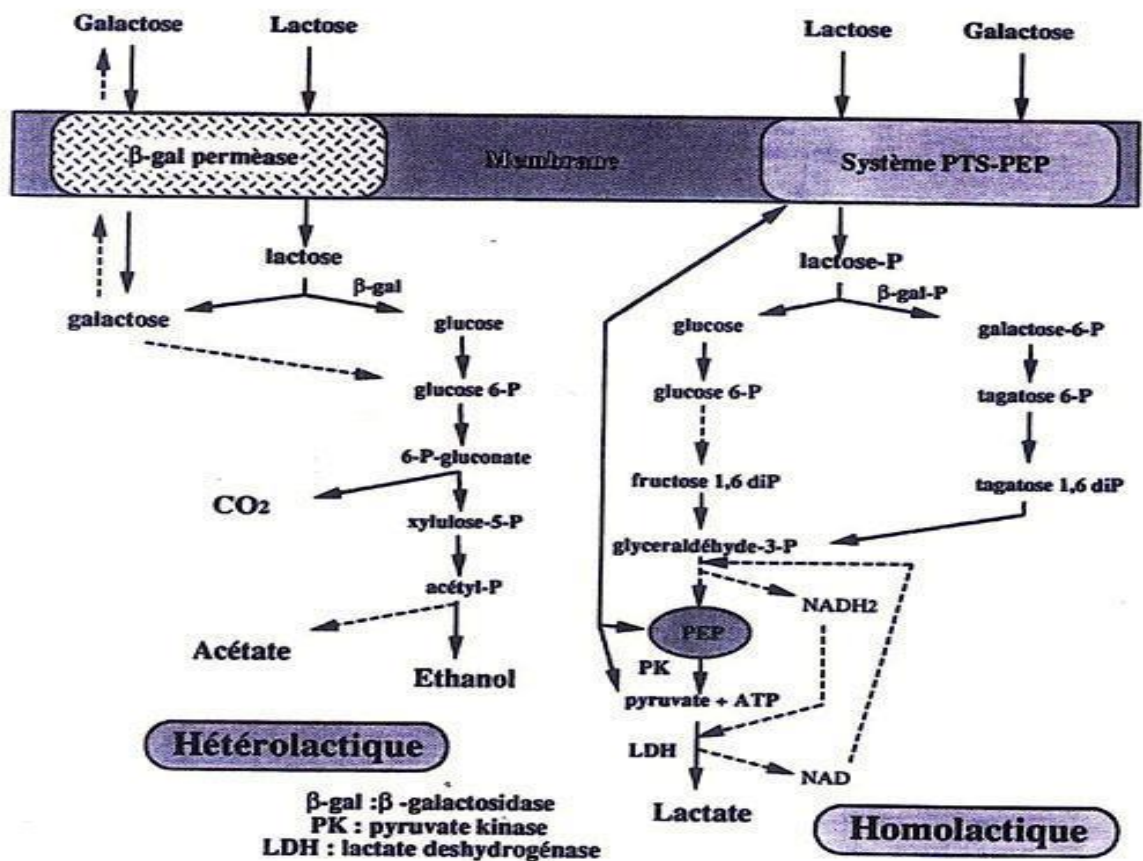 Galactose Lactose Lactose Galactose
β-gal permèase Membrane Système PTS-PEP
lactose lactose-P
β-gal β-gal-P
galactose glucose glucose galactose-6-P
glucose 6-P glucose 6-P tagatose 6-P
6-P-gluconate
CO2 fructose 1,6 diP tagatose 1,6 diP
xylulose-5-P
glyceraldéhyde-3-P
acétyl-P NADH2
Acétate PEP
Ethanol PK
pyruvate + ATP
Hétérolactique LDH NAD
β-gal :β -galactosidase Lactate
PK : pyruvate kinase Homolactique
LDH : lactate deshydrogénase